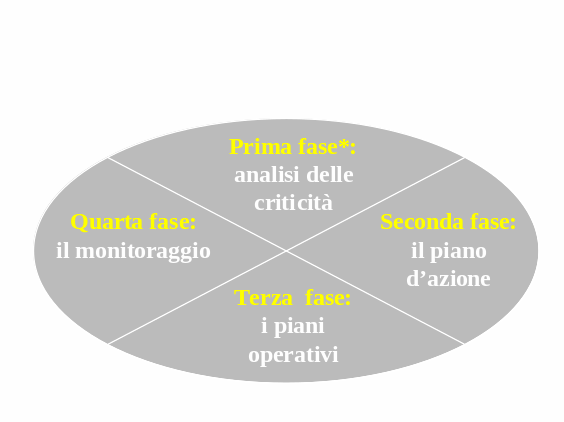 Prima fase*:
analisi delle
criticità
Quarta fase:
il monitoraggio
Seconda fase:
il piano
d’azione
Terza  fase:
i piani
operativi